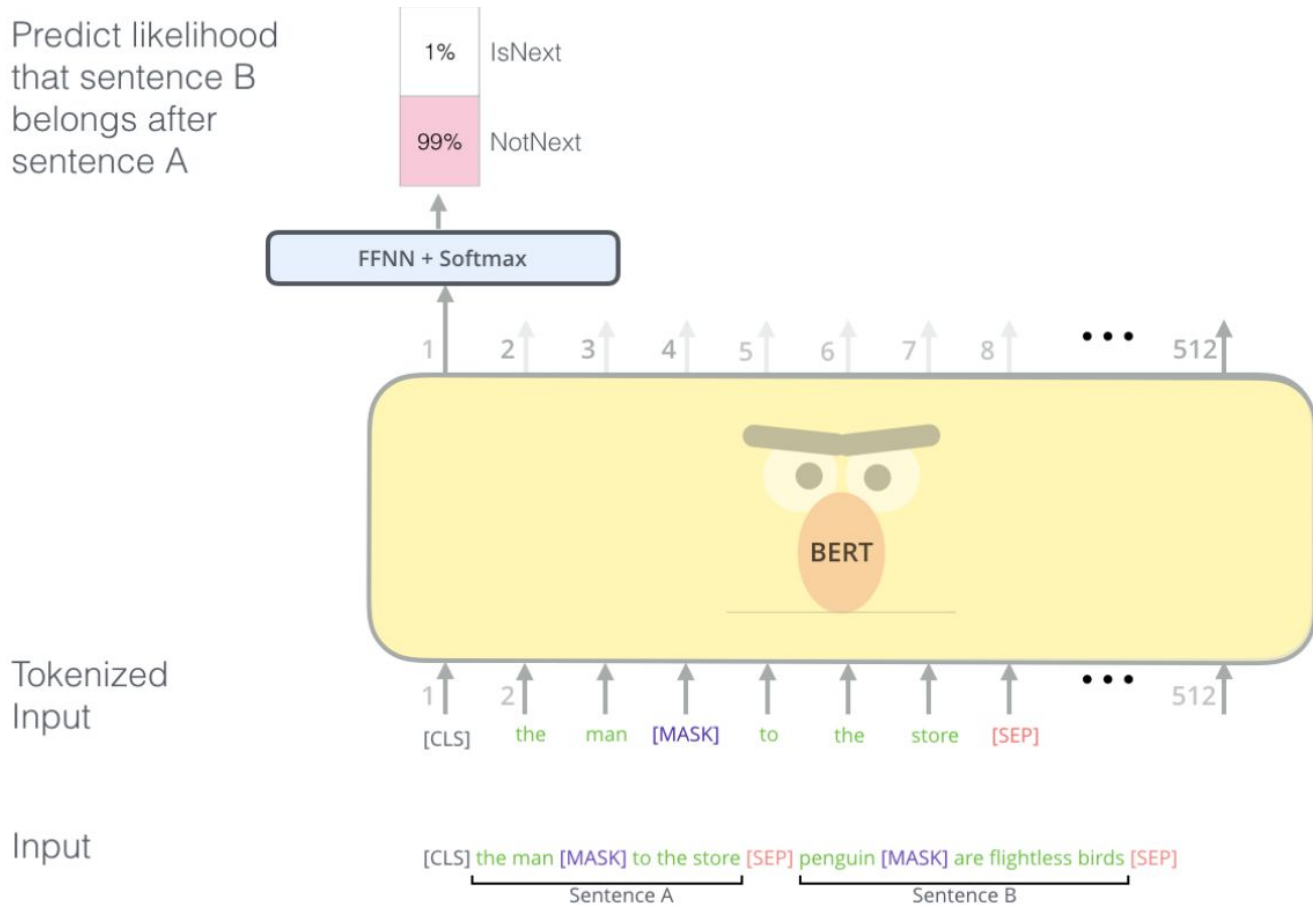 Predict likelihood
that sentence B
belongs after
sentence A
1% IsNext
99% NotNext
FFNN + Softmax
1 2 3 4 5 6 7 8 ••• 512
BERT
Tokenized
Input
1 2 ••• 512
[CLS] the man [MASK] to the store [SEP]
Input
[CLS] the man [MASK] to the store [SEP] penguin [MASK] are flightless birds [SEP]
Sentence A Sentence B